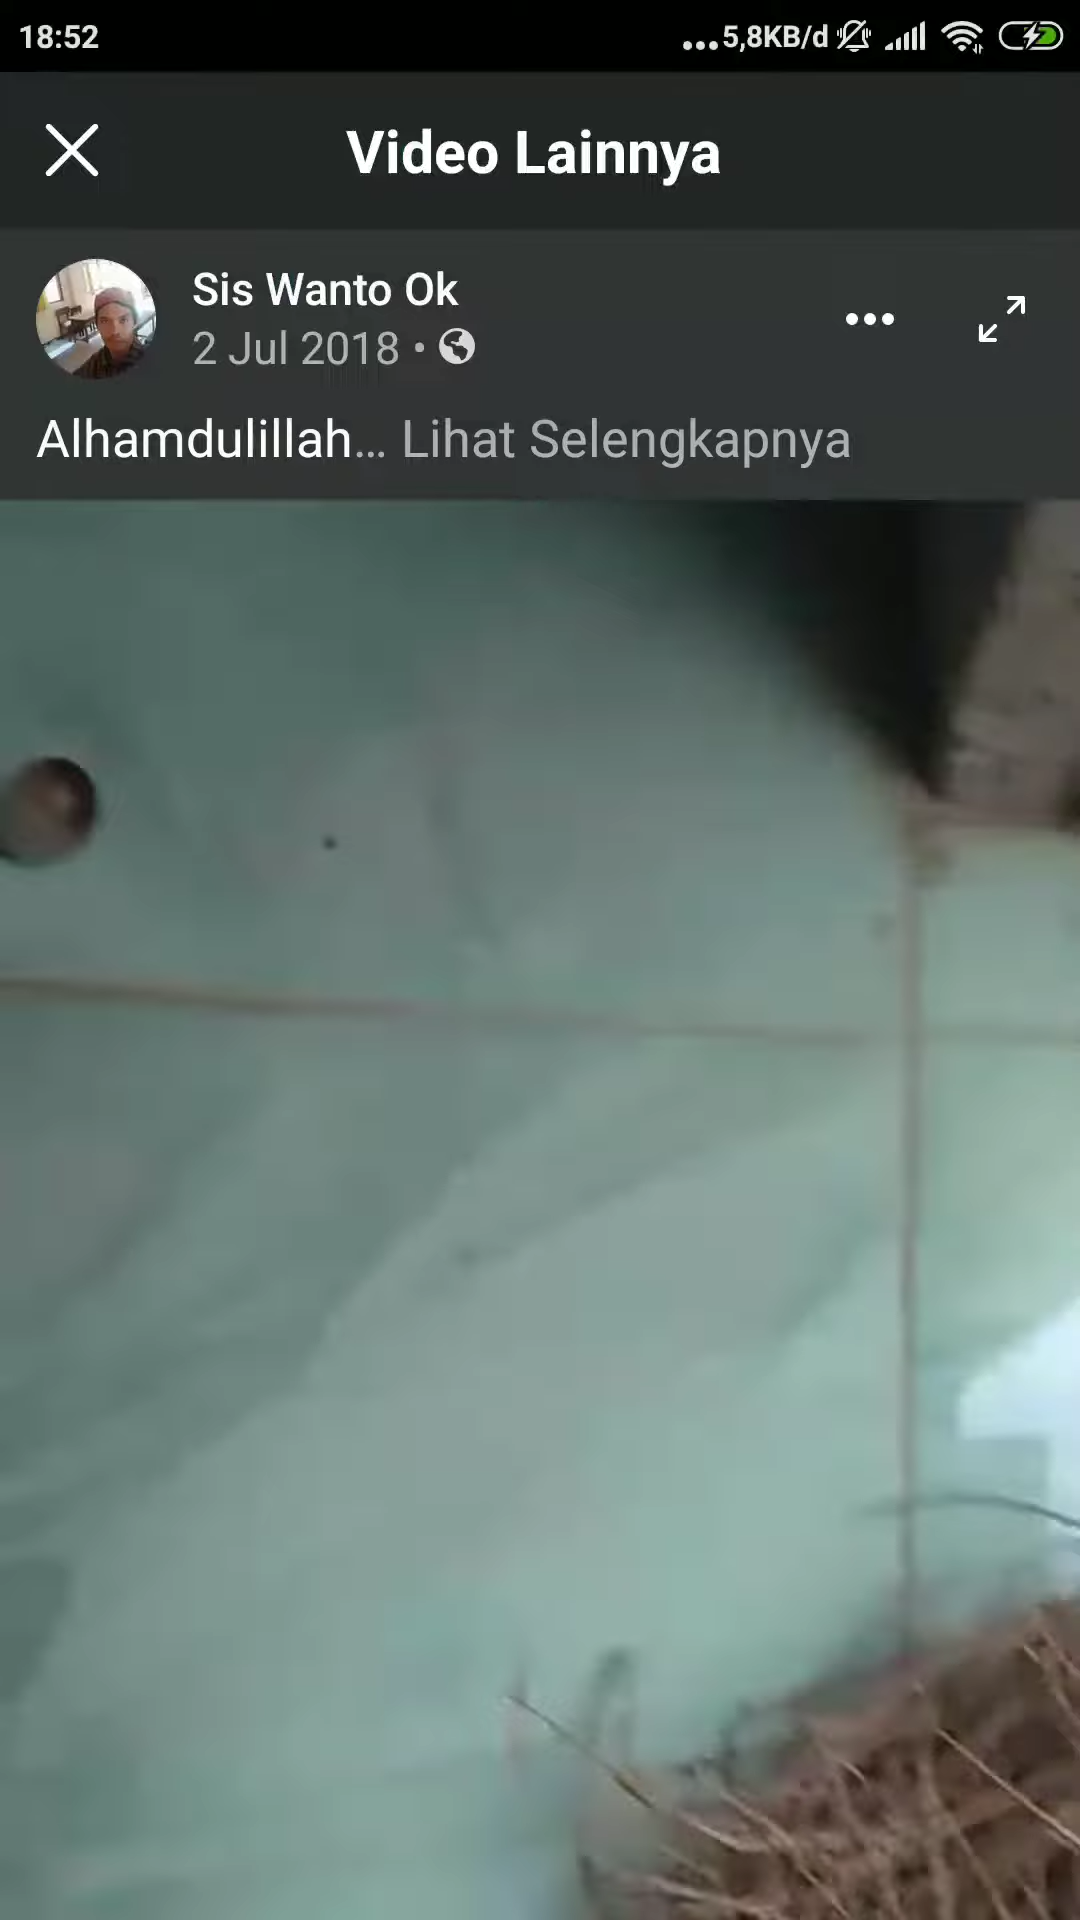 18:52
...5,8KB/d
Video Lainnya
Sis Wanto Ok
2 Jul 2018 •
Alhamdulillah... Lihat Selengkapnya